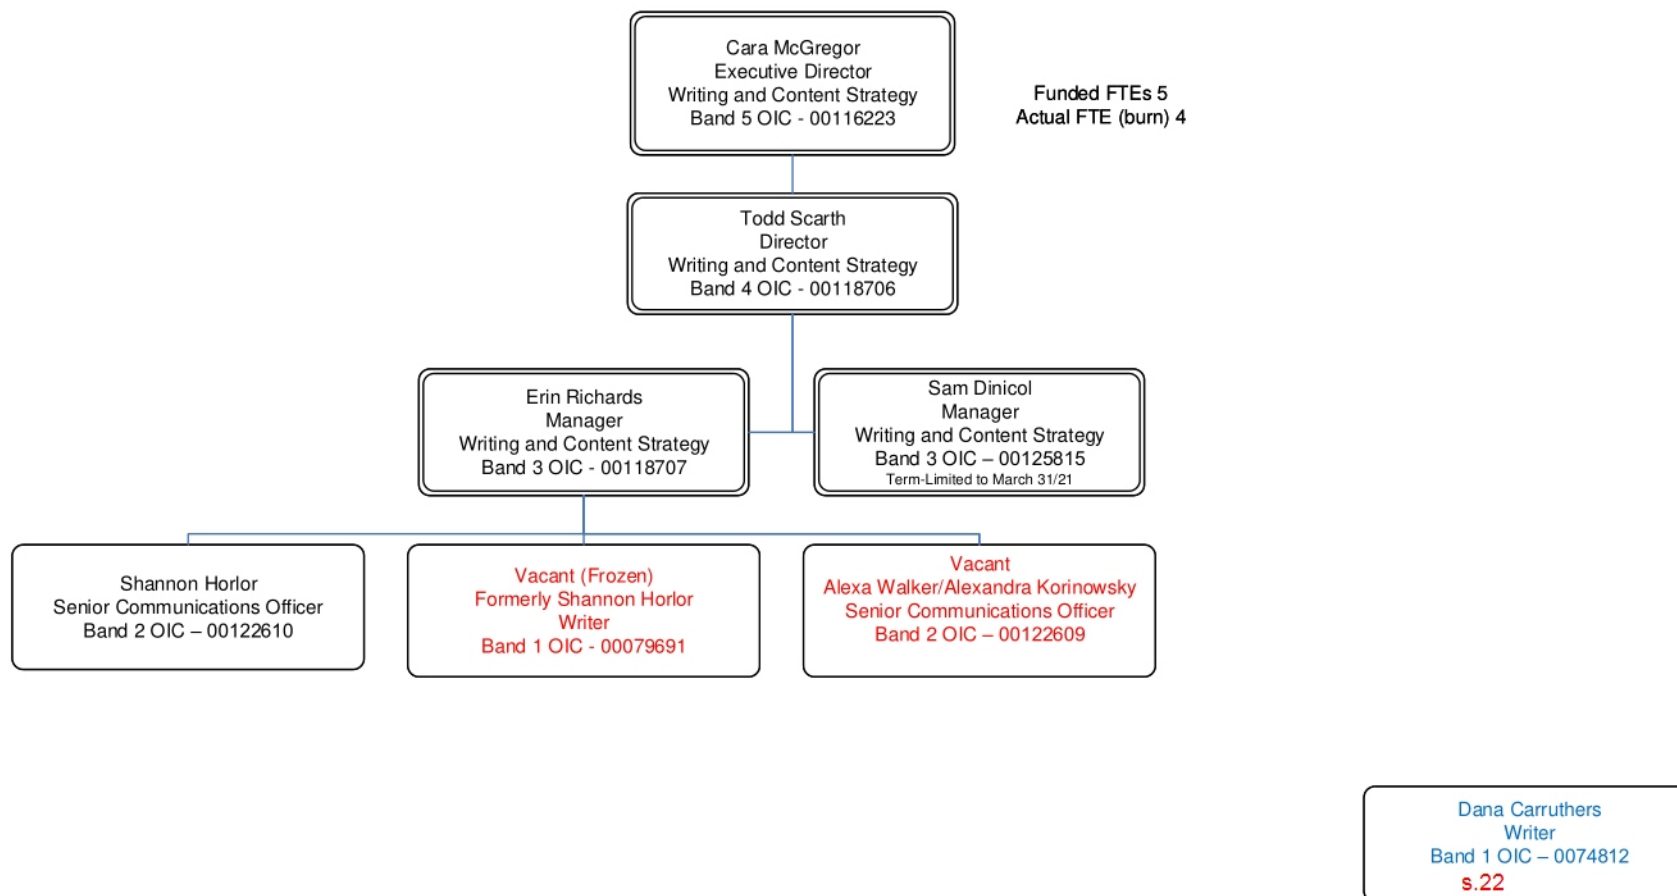 Cara McGregor
Executive Director
Writing and Content Strategy
Band 5 OIC - 00116223
Funded FTEs 5
Actual FTE (burn) 4
Todd Scarth
Director
Writing and Content Strategy
Band 4 OIC - 00118706
Erin Richards
Manager
Writing and Content Strategy
Band 3 OIC - 00118707
Sam Dinicol
Manager
Writing and Content Strategy
Band 3 OIC – 00125815
Term-Limited to March 31/21
Shannon Horlor
Senior Communications Officer
Band 2 OIC – 00122610
Vacant (Frozen)
Formerly Shannon Horlor
Writer
Band 1 OIC - 00079691
Vacant
Alexa Walker/Alexandra Korinowsky
Senior Communications Officer
Band 2 OIC – 00122609
Dana Carruthers
Writer
Band 1 OIC – 0074812
s.22